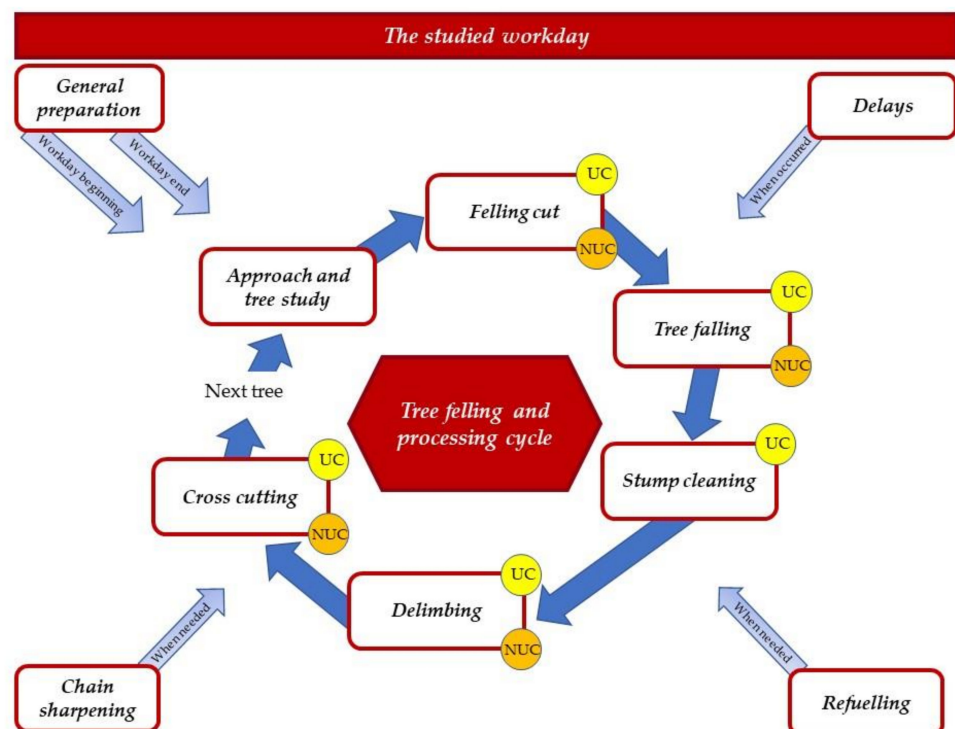 The studied workday
General
preparation
Workday beginning
Workday end
Delays
When occurred
UC
Felling cut
NUC
Approach and
tree study
UC
Tree falling
NUC
Next tree
Tree felling and
processing cycle
UC
Stump cleaning
UC
Cross cutting
NUC
UC
Delimbing
NUC
When needed
Chain
sharpening
When needed
Refuelling